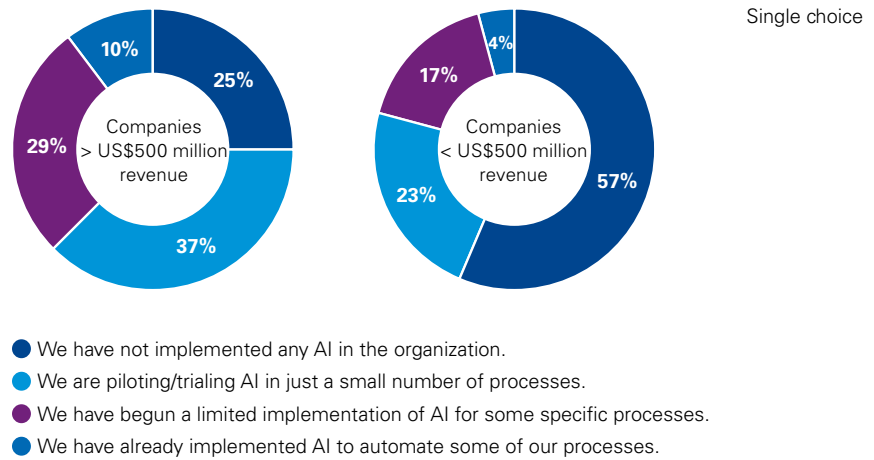 Single choice
10%
25%
29%
37%
Companies
> US$500 million
revenue
4%
17%
23%
57%
Companies
< US$500 million
revenue
We have not implemented any AI in the organization.
We are piloting/trialing AI in just a small number of processes.
We have begun a limited implementation of AI for some specific processes.
We have already implemented AI to automate some of our processes.